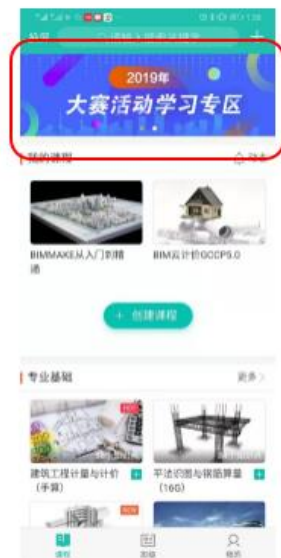 2019年
大赛活动学习专区
我的课程
BIMMAKE从入门到精通
BIM云计价GCCP5.0
+ 创建课程
专业基础
更多 >
HOT
建筑工程计量与计价（手算）
平法识图与钢筋算量（16G）
NEW
课程
我的